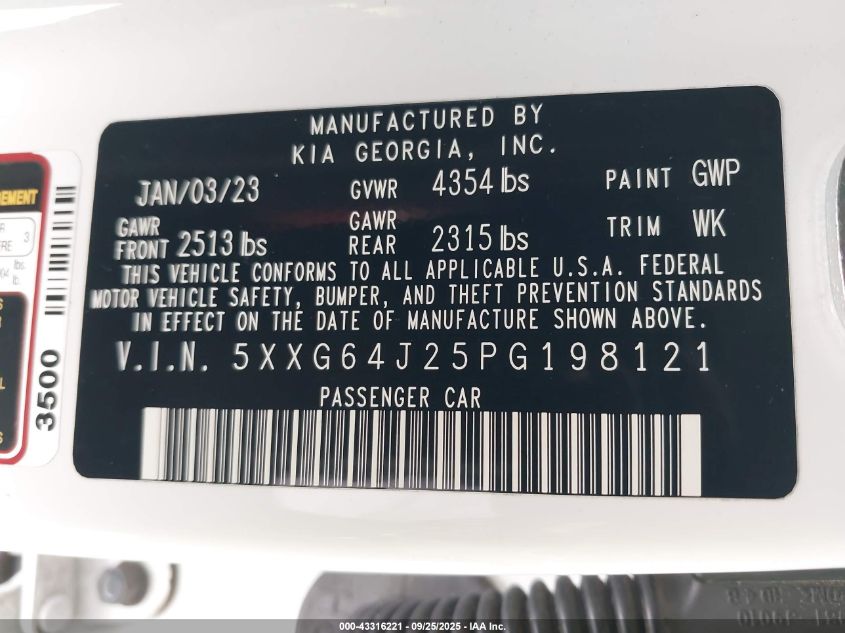 MANUFACTURED BY
KIA GEORGIA, INC.
JAN/03/23 GVWR 4354 lbs PAINT GWP
GAWR FRONT 2513 lbs GAWR REAR 2315 lbs TRIM WK
THIS VEHICLE CONFORMS TO ALL APPLICABLE U.S.A. FEDERAL
MOTOR VEHICLE SAFETY, BUMPER, AND THEFT PREVENTION STANDARDS
IN EFFECT ON THE DATE OF MANUFACTURE SHOWN ABOVE.
V.I.N. 5XXG64J25PG198121
PASSENGER CAR
3500
000-43316221 - 09/25/2025 - IAA Inc.